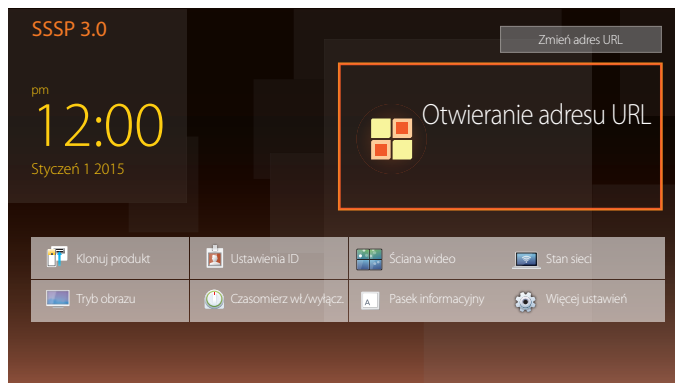 SSSP 3.0
Zmień adres URL
pm
12:00
Styczeń 1 2015
Otwieranie adresu URL
Klonuj produkt
Ustawienia ID
Ściana wideo
Stan sieci
Tryb obrazu
Czasomierz wł./wyłącz.
A
Pasek informacyjny
Więcej ustawień